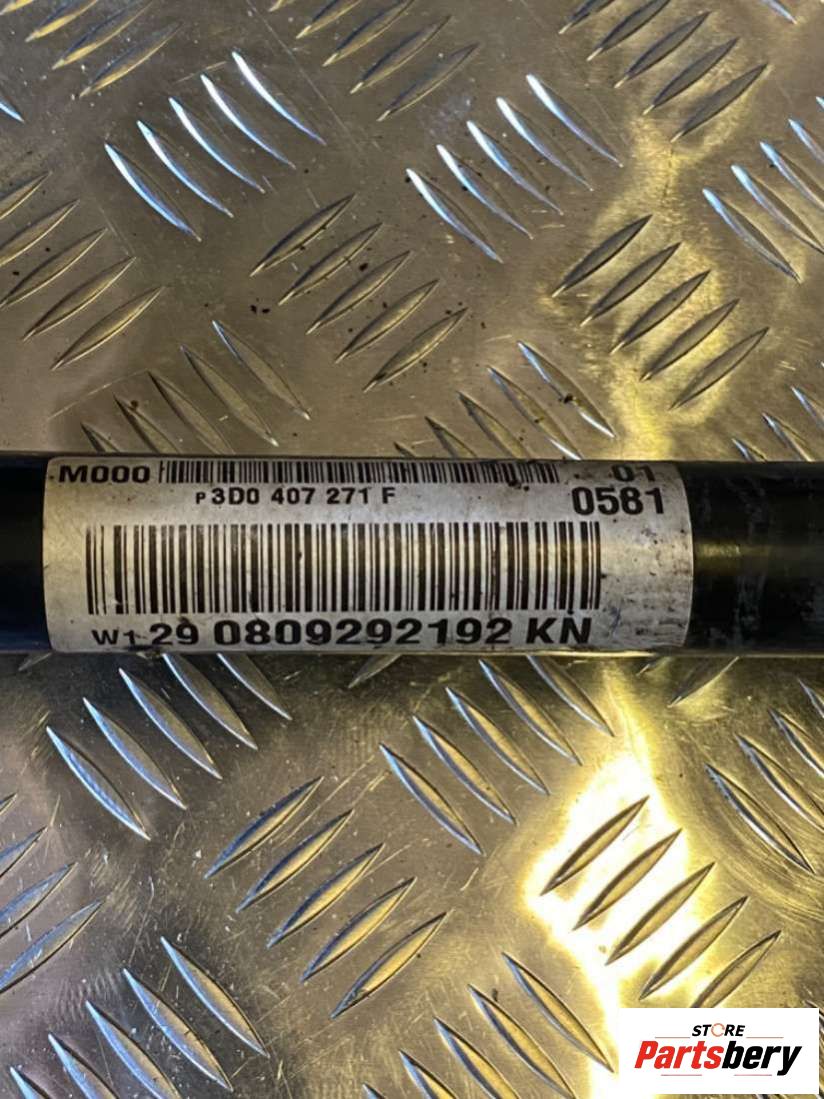 M000 01
P 3D0 407 271 F
0581
W1 29 0809292192 KN
STORE
Partsbery